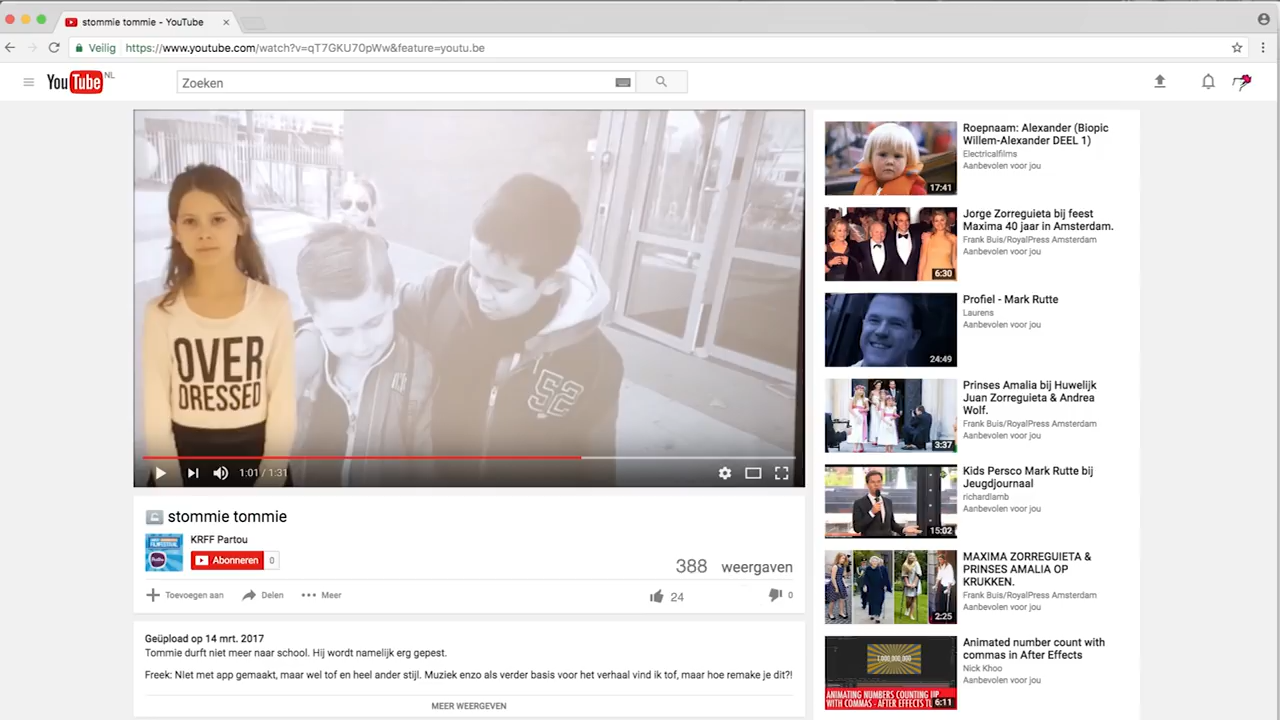 stommie tommie - YouTube
Veilig https://www.youtube.com/watch?v=qT7GKU70pWw&feature=youtu.be
YouTube NL
Zoeken
OVER
DRESSED
52
1:01 / 1:31
stommie tommie
KRFF Partou
Abonneren 0
388 weergaven
Toevoegen aan Delen Meer
24 0
Geüpload op 14 mrt. 2017
Tommie durft niet meer naar school. Hij wordt namelijk erg gepest.
Freek: NIet met app gemaakt, maar wel tof en heel ander stijl. Muziek enzo als verder basis voor het verhaal vind ik tof, maar hoe remake je dit?!
MEER WEERGEVEN
Roepnaam: Alexander (Biopic
Willem-Alexander DEEL 1)
Electricalfilms
Aanbevolen voor jou
17:41
Jorge Zorreguieta bij feest
Maxima 40 jaar in Amsterdam.
Frank Buis/RoyalPress Amsterdam
Aanbevolen voor jou
6:30
Profiel - Mark Rutte
Laurens
Aanbevolen voor jou
24:49
Prinses Amalia bij Huwelijk
Juan Zorreguieta & Andrea
Wolf.
Frank Buis/RoyalPress Amsterdam
Aanbevolen voor jou
3:37
Kids Persco Mark Rutte bij
Jeugdjournaal
richardlamb
Aanbevolen voor jou
15:02
MAXIMA ZORREGUIETA &
PRINSES AMALIA OP
KRUKKEN.
Frank Buis/RoyalPress Amsterdam
Aanbevolen voor jou
2:25
Animated number count with
commas in After Effects
Nick Khoo
Aanbevolen voor jou
1,000,000,000
ANIMATING NUMBERS COUNTING UP
WITH COMMAS - AFTER EFFECTS TU
6:11